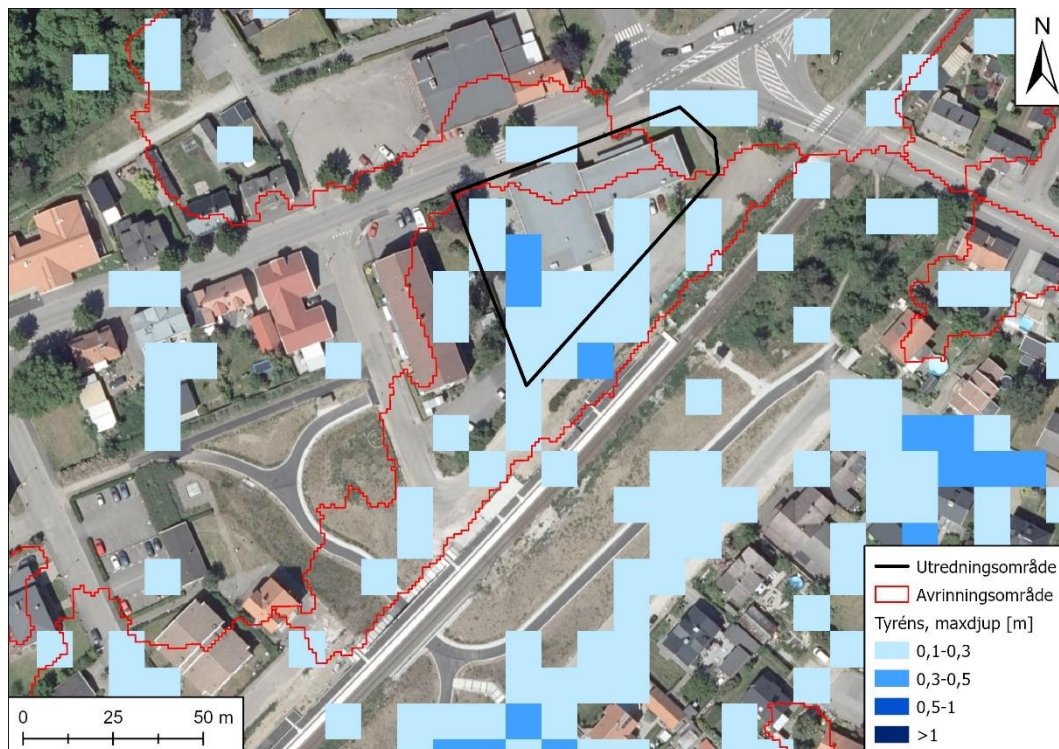 N
Utredningsområde
Avrinningsområde
Tyréns, maxdjup [m]
0,1-0,3
0,3-0,5
0,5-1
>1
0 25 50 m